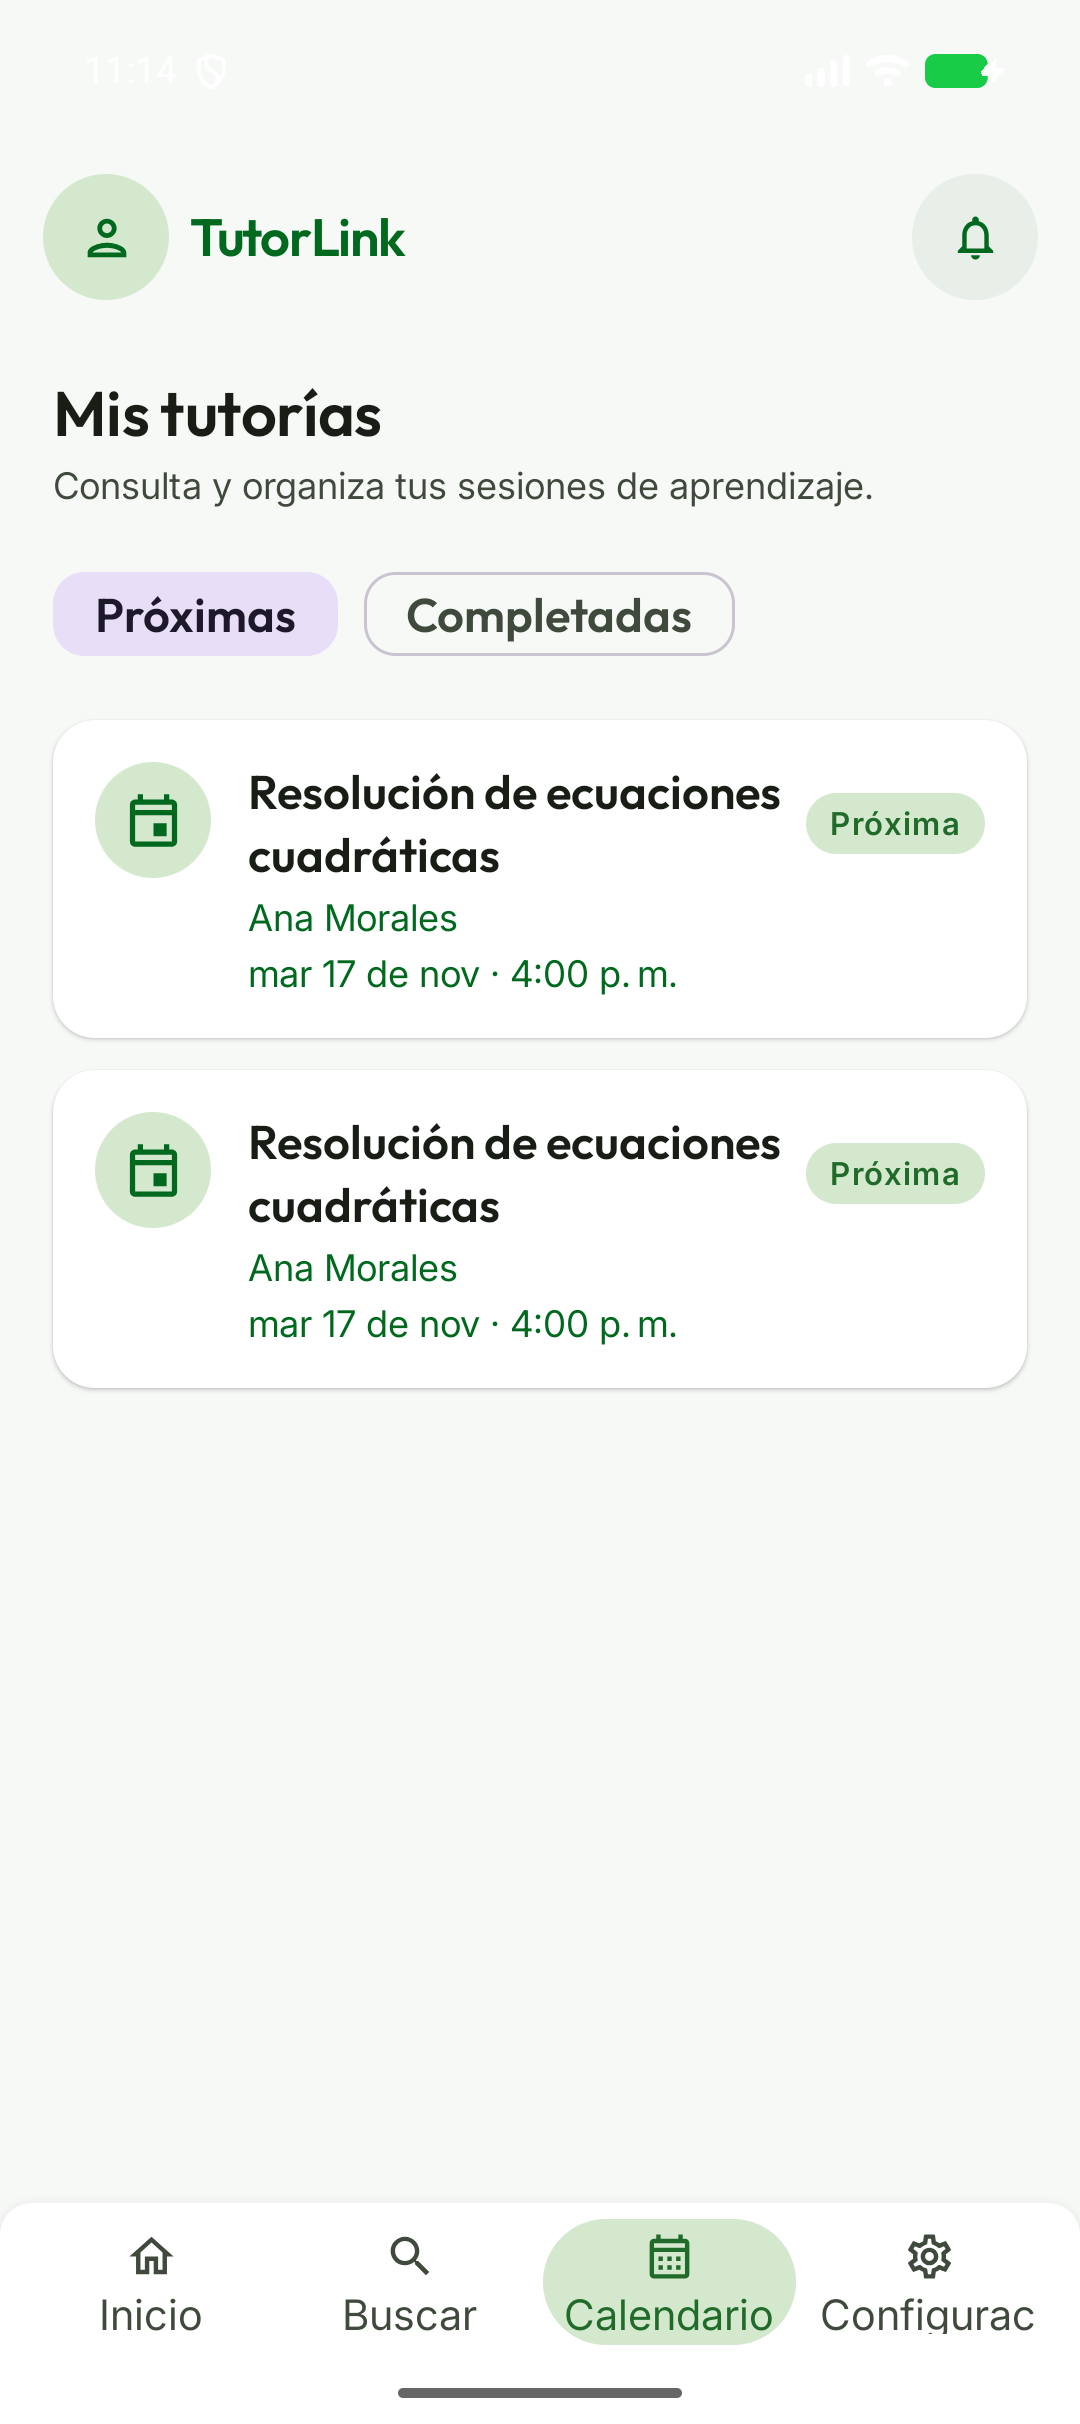 11:14
TutorLink
Mis tutorías
Consulta y organiza tus sesiones de aprendizaje.
Próximas
Completadas
Resolución de ecuaciones
cuadráticas
Próxima
Ana Morales
mar 17 de nov · 4:00 p. m.
Resolución de ecuaciones
cuadráticas
Próxima
Ana Morales
mar 17 de nov · 4:00 p. m.
Inicio
Buscar
Calendario
Configurac